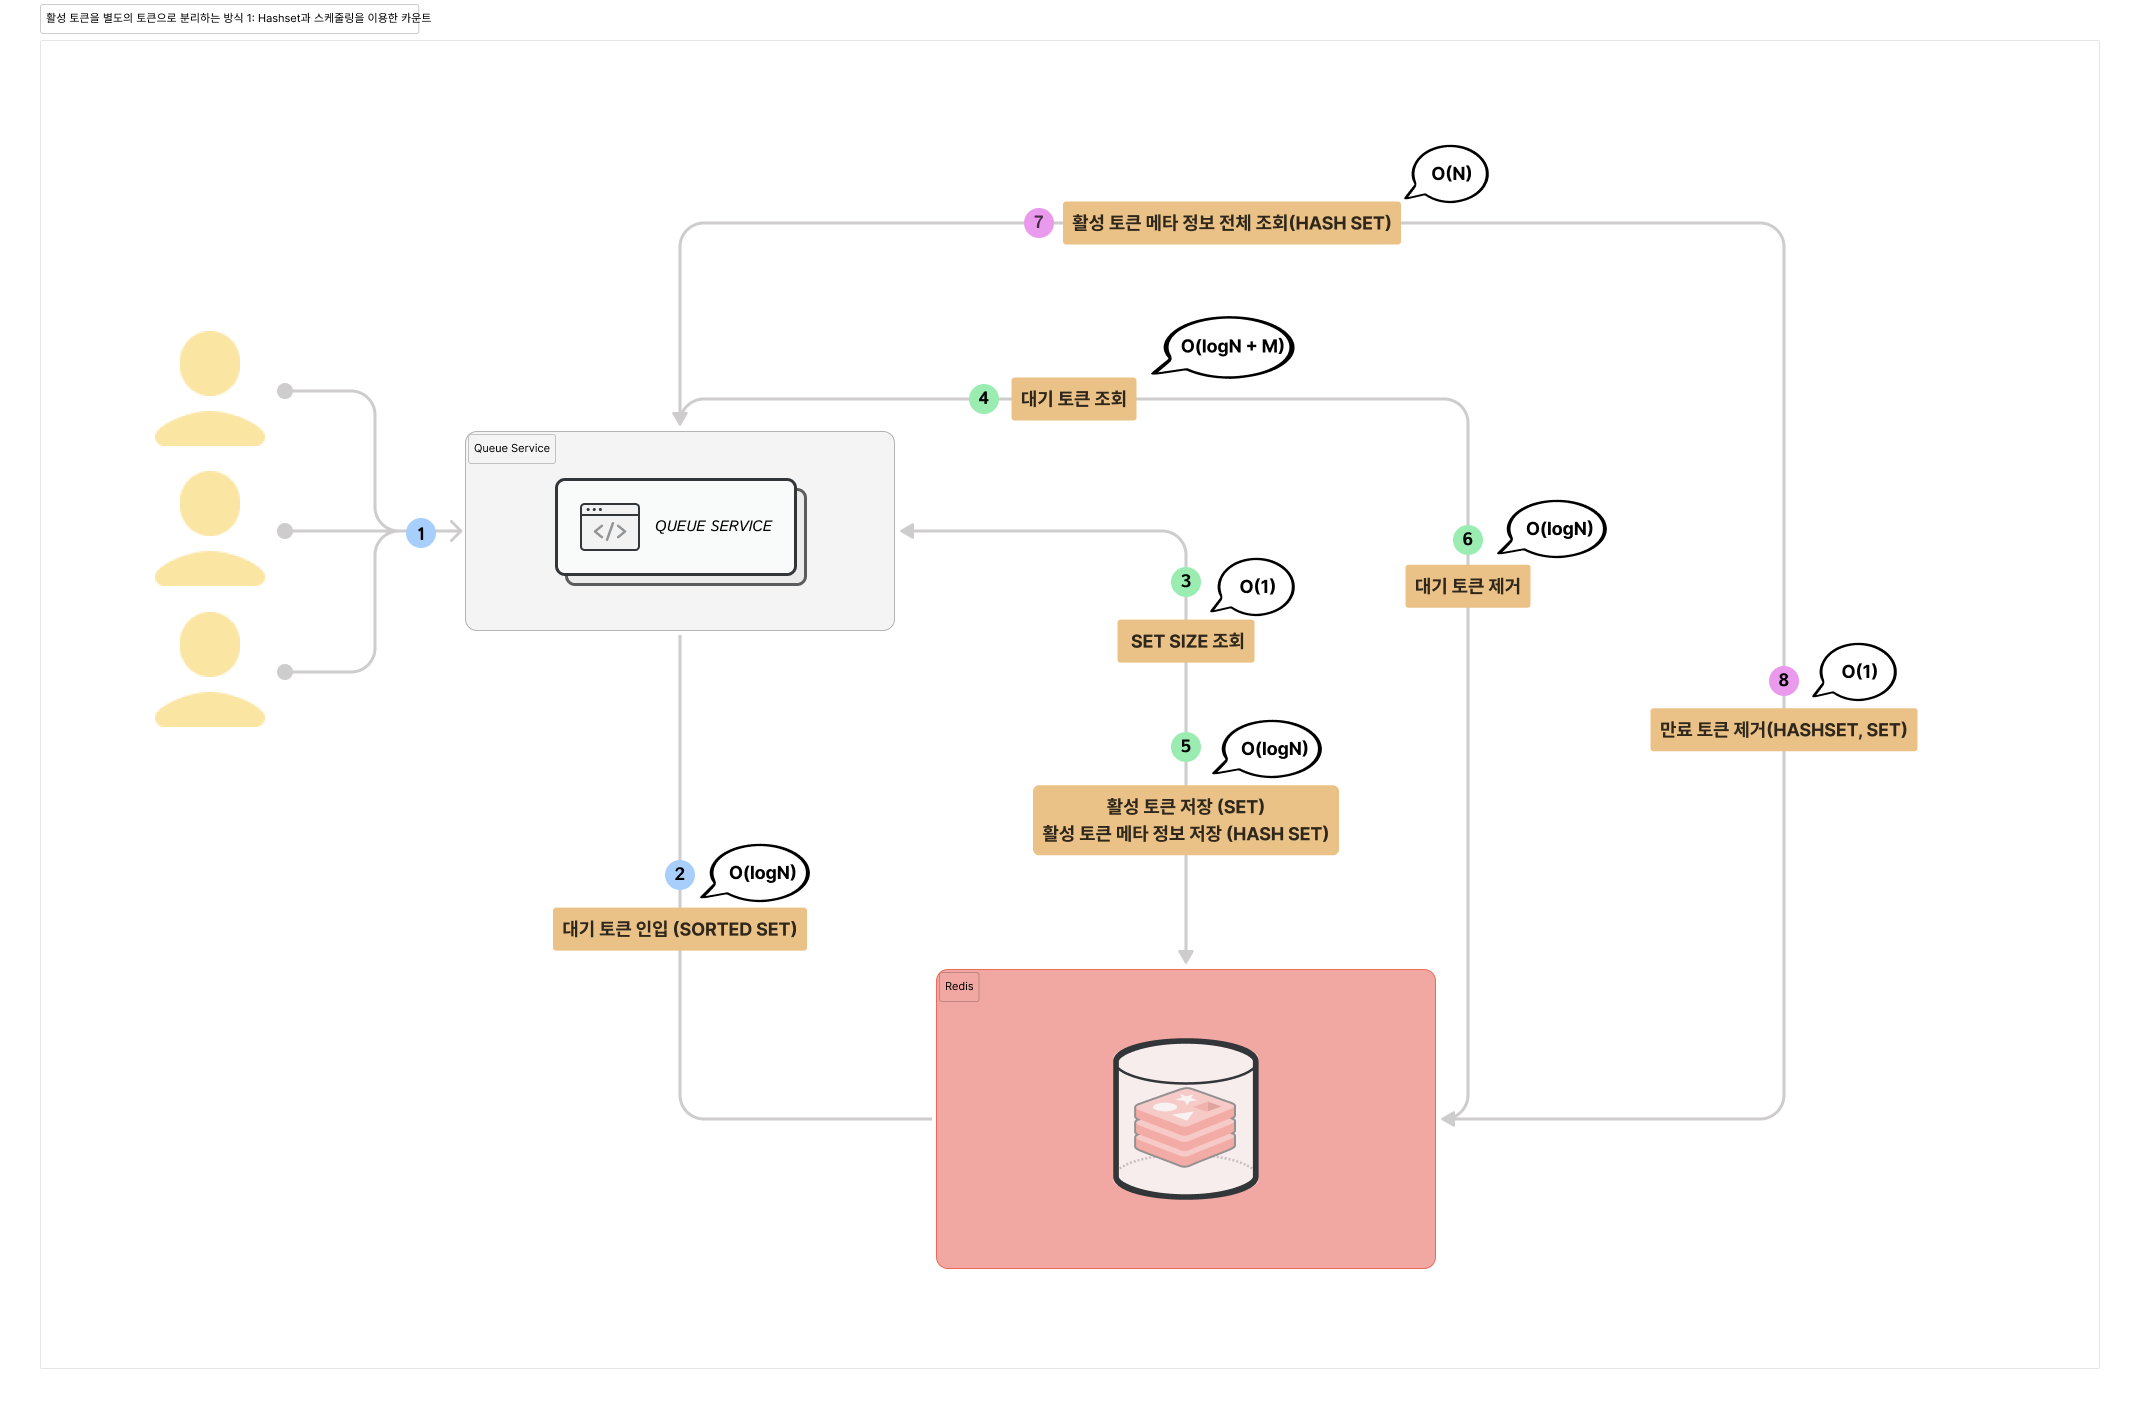 활성 토큰을 별도의 토큰으로 분리하는 방식 1: Hashset과 스케줄링을 이용한 카운트
O(N)
7
활성 토큰 메타 정보 전체 조회(HASH SET)
O(logN + M)
4
대기 토큰 조회
Queue Service
</>
QUEUE SERVICE
1
6
O(logN)
대기 토큰 제거
3
O(1)
SET SIZE 조회
8
O(1)
만료 토큰 제거(HASHSET, SET)
5
O(logN)
활성 토큰 저장 (SET)
활성 토큰 메타 정보 저장 (HASH SET)
2
O(logN)
대기 토큰 인입 (SORTED SET)
Redis